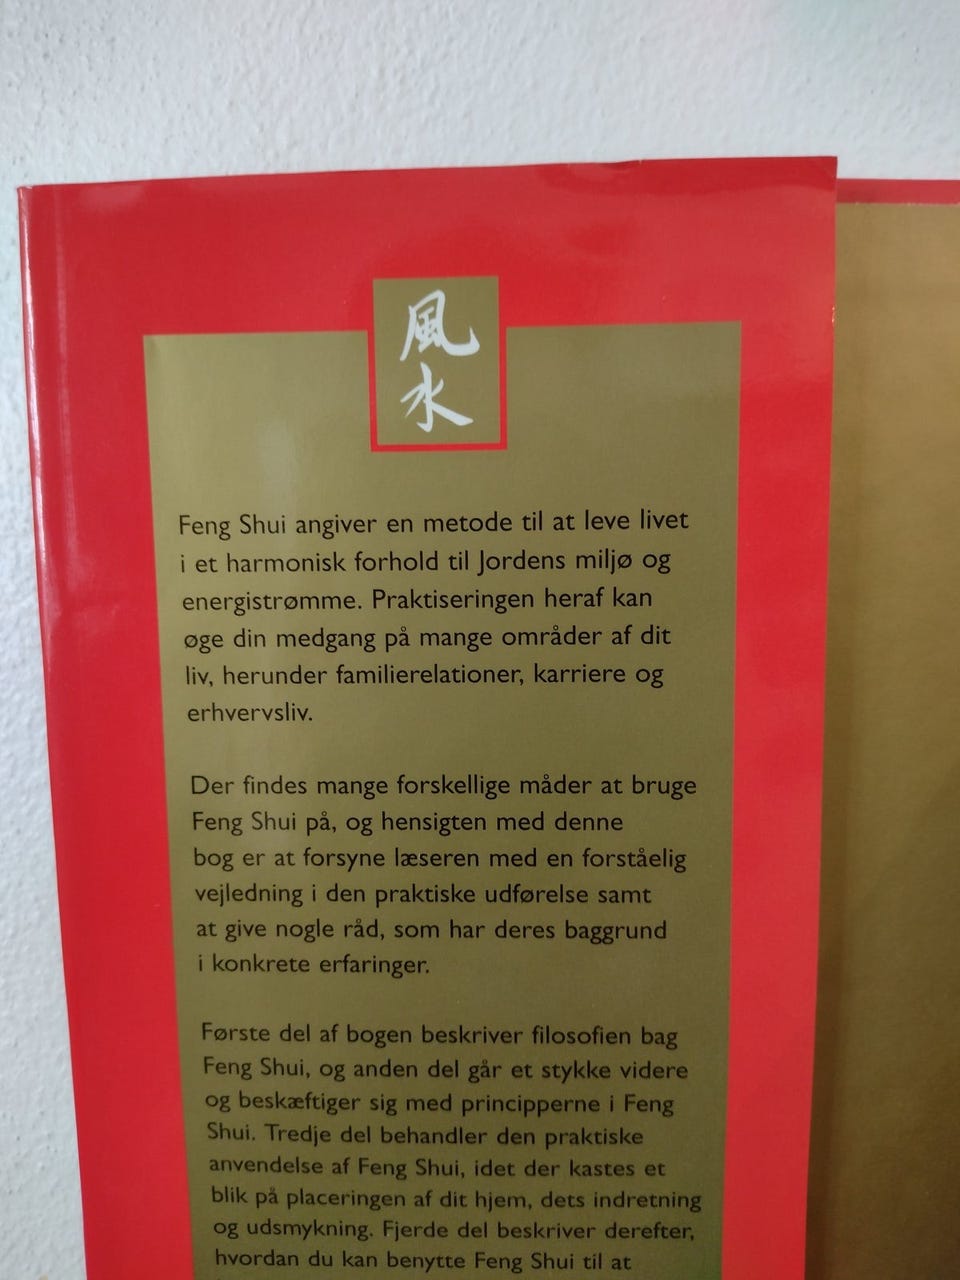 風
水
Feng Shui angiver en metode til at leve livet
i et harmonisk forhold til Jordens miljø og
energistrømme. Praktiseringen heraf kan
øge din medgang på mange områder af dit
liv, herunder familierelationer, karriere og
erhvervsliv.
Der findes mange forskellige måder at bruge
Feng Shui på, og hensigten med denne
bog er at forsyne læseren med en forståelig
vejledning i den praktiske udførelse samt
at give nogle råd, som har deres baggrund
i konkrete erfaringer.
Første del af bogen beskriver filosofien bag
Feng Shui, og anden del går et stykke videre
og beskæftiger sig med principperne i Feng
Shui. Tredje del behandler den praktiske
anvendelse af Feng Shui, idet der kastes et
blik på placeringen af dit hjem, dets indretning
og udsmykning. Fjerde del beskriver derefter,
hvordan du kan benytte Feng Shui til at